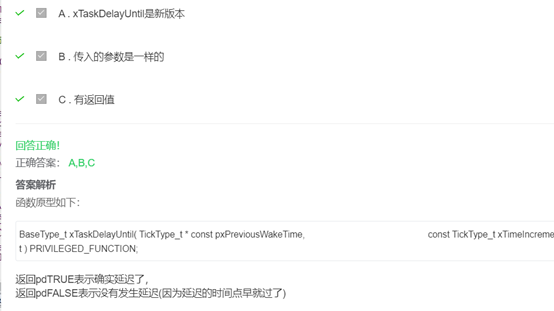 A . xTaskDelayUntil是新版本
B . 传入的参数是一样的
C . 有返回值
回答正确!
正确答案： A,B,C
答案解析
函数原型如下：
BaseType_t xTaskDelayUntil( TickType_t * const pxPreviousWakeTime, const TickType_t xTimeIncreme
t ) PRIVILEGED_FUNCTION;
返回pdTRUE表示确实延迟了，
返回pdFALSE表示没有发生延迟(因为延迟的时间点早就过了)